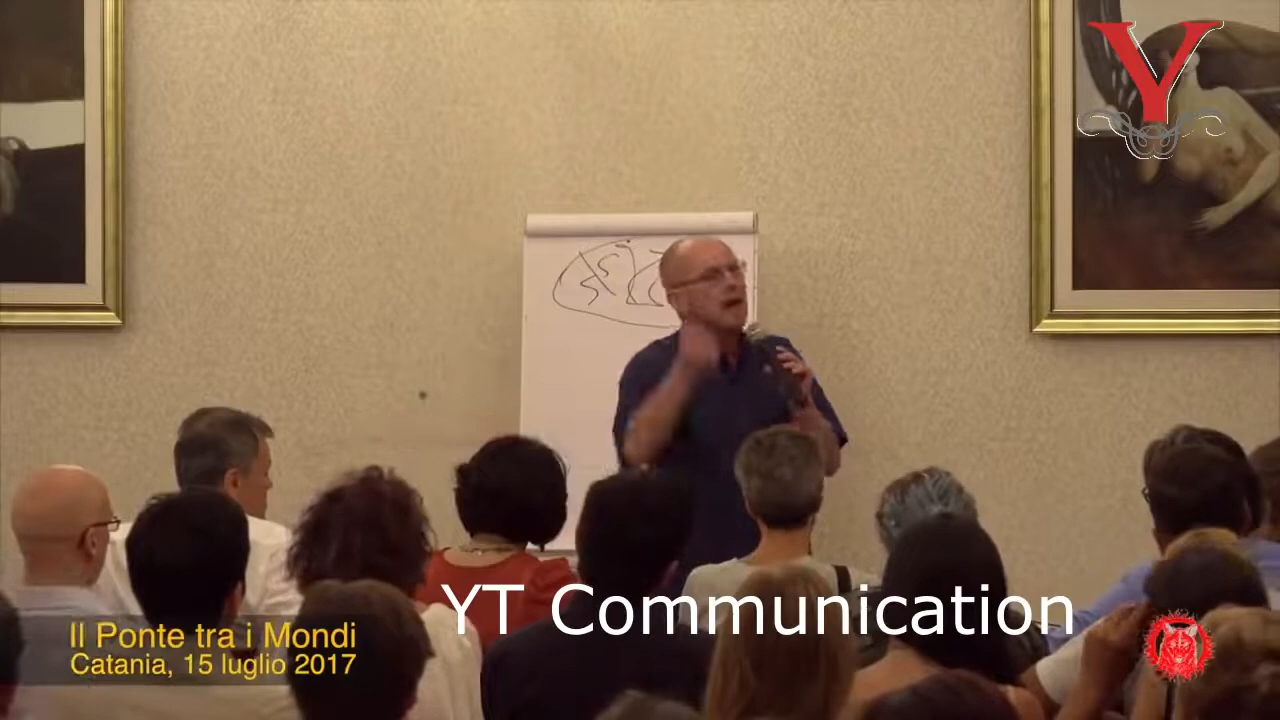 Y
YT Communication
Il Ponte tra i Mondi
Catania, 15 luglio 2017